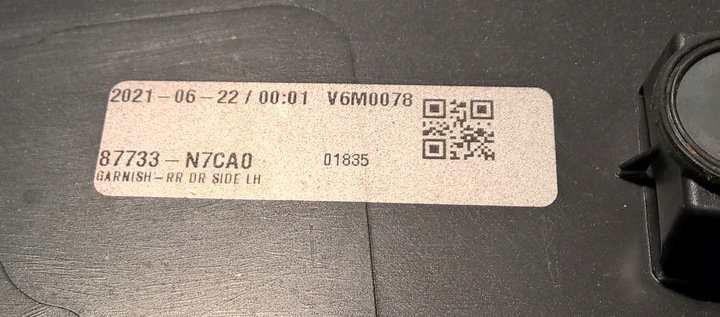 2021-06-22 / 00:01 V6M0078
87733-N7CA0 01835
GARNISH-RR DR SIDE LH